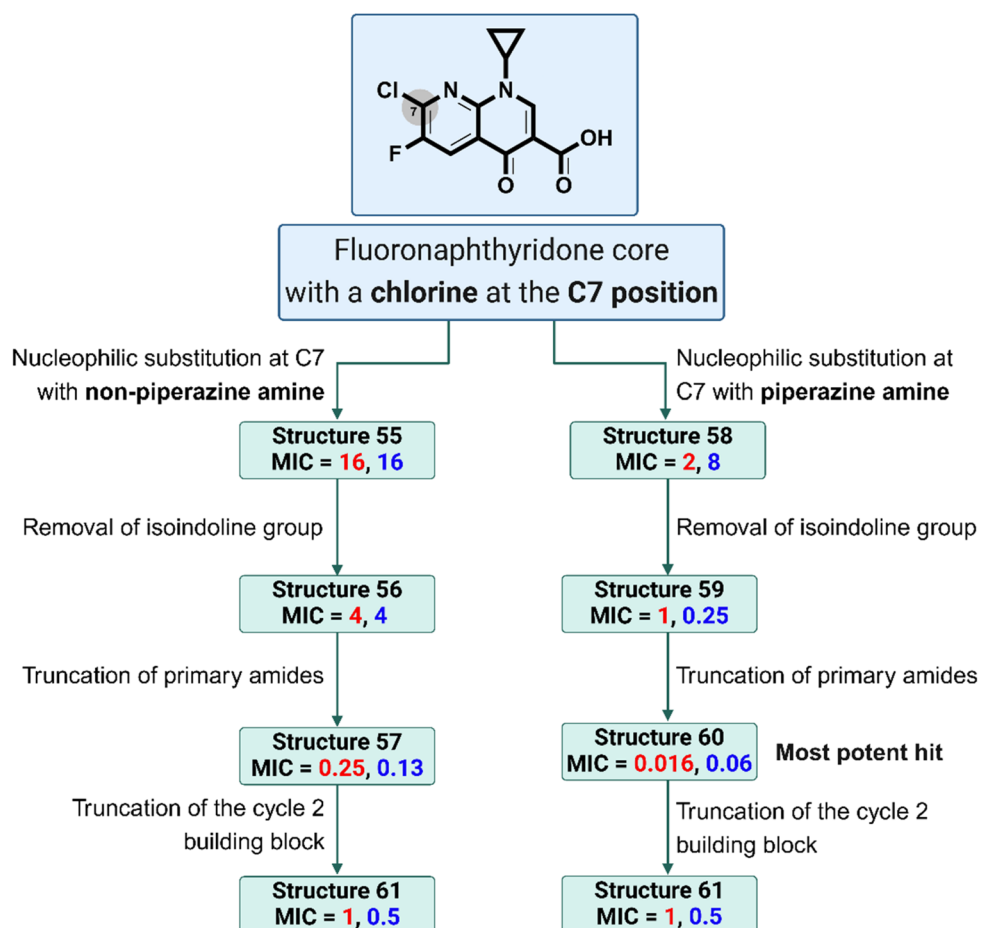 Cl
7
N
N
F
O
O
OH
Fluoronaphthyridone core
with a chlorine at the C7 position
Nucleophilic substitution at C7
with non-piperazine amine
Nucleophilic substitution at
C7 with piperazine amine
Structure 55
MIC = 16, 16
Structure 58
MIC = 2, 8
Removal of isoindoline group
Removal of isoindoline group
Structure 56
MIC = 4, 4
Structure 59
MIC = 1, 0.25
Truncation of primary amides
Truncation of primary amides
Structure 57
MIC = 0.25, 0.13
Structure 60
MIC = 0.016, 0.06
Most potent hit
Truncation of the cycle 2
building block
Truncation of the cycle 2
building block
Structure 61
MIC = 1, 0.5
Structure 61
MIC = 1, 0.5